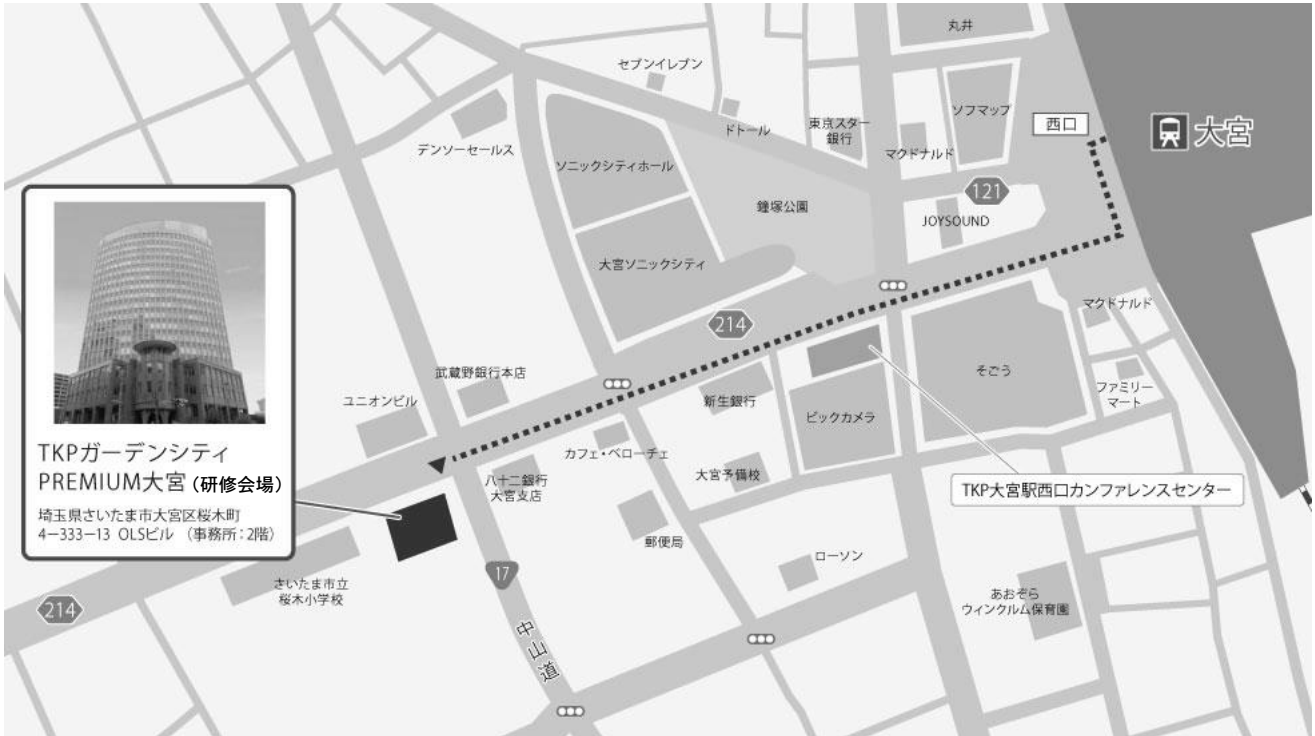 丸井
セブンイレブン
ソフマップ
ドトール
東京スター
銀行
西口
大宮
デンソーセールス
マクドナルド
ソニックシティホール
121
鐘塚公園
JOYSOUND
大宮ソニックシティ
マクドナルド
214
武蔵野銀行本店
そごう
ファミリー
マート
ユニオンビル
新生銀行
ビックカメラ
TKPガーデンシティ
PREMIUM大宮(研修会場)
埼玉県さいたま市大宮区桜木町
4−333−13 OLSビル (事務所:2階)
カフェ・ベローチェ
八十二銀行
大宮支店
大宮予備校
TKP大宮駅西口カンファレンスセンター
郵便局
ローソン
17
さいたま市立
桜木小学校
あおぞら
ウィンクルム保育園
214
中山道